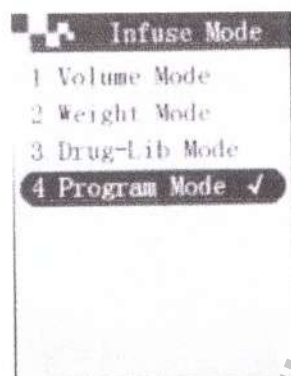 Infuse Mode
1 Volume Mode
2 Weight Mode
3 Drug-Lib Mode
4 Program Mode ✓